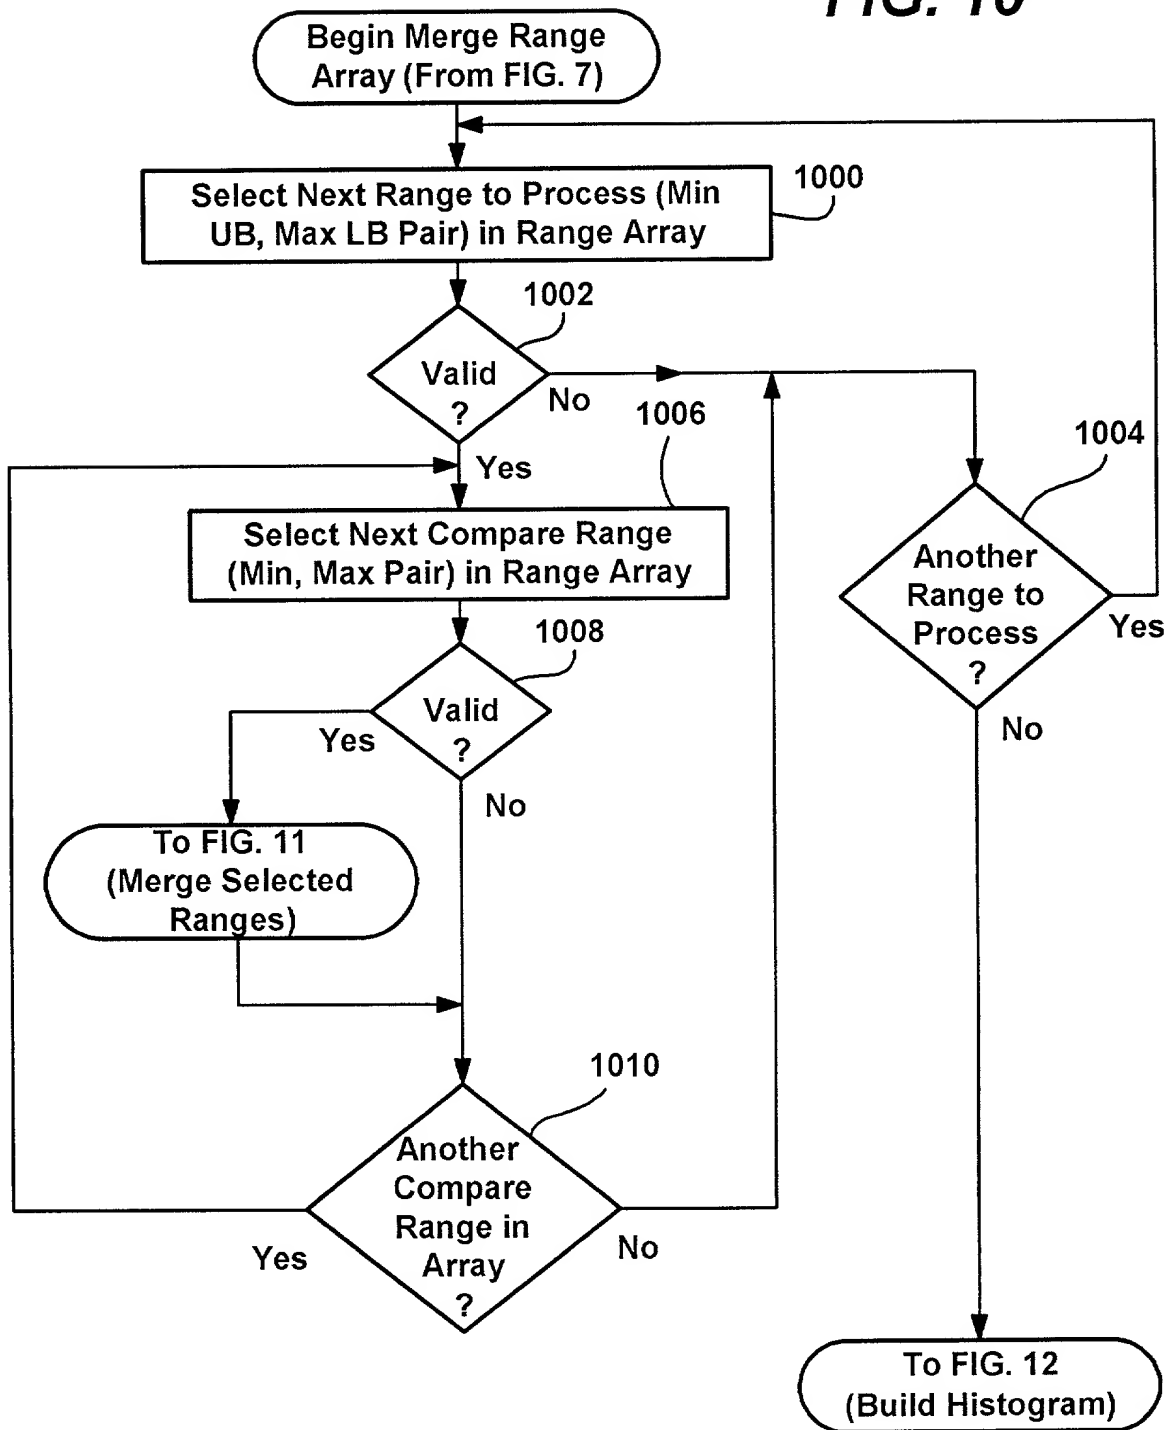 FIG. 10
Begin Merge Range
Array (From FIG. 7)
Select Next Range to Process (Min
UB, Max LB Pair) in Range Array
1000
1002
Valid
?
No
Yes
1006
1004
Select Next Compare Range
(Min, Max Pair) in Range Array
Another
Range to
Process
?
Yes
No
1008
Valid
?
Yes
No
To FIG. 11
(Merge Selected
Ranges)
1010
Another
Compare
Range in
Array
?
Yes
No
To FIG. 12
(Build Histogram)